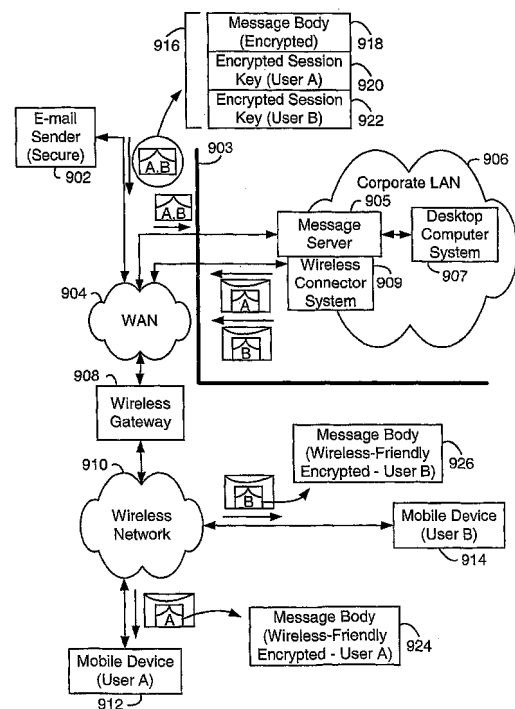 916
Message Body
(Encrypted)
918
Encrypted Session
Key (User A)
920
Encrypted Session
Key (User B)
922
E-mail
Sender
(Secure)
902
A,B
903
906
Corporate LAN
905
A,B
Message
Server
Desktop
Computer
System
907
Wireless
Connector
System
909
904
WAN
A
B
908
Wireless
Gateway
910
Message Body
(Wireless-Friendly
Encrypted - User B)
926
B
Wireless
Network
Mobile Device
(User B)
914
A
Message Body
(Wireless-Friendly
Encrypted - User A)
924
Mobile Device
(User A)
912